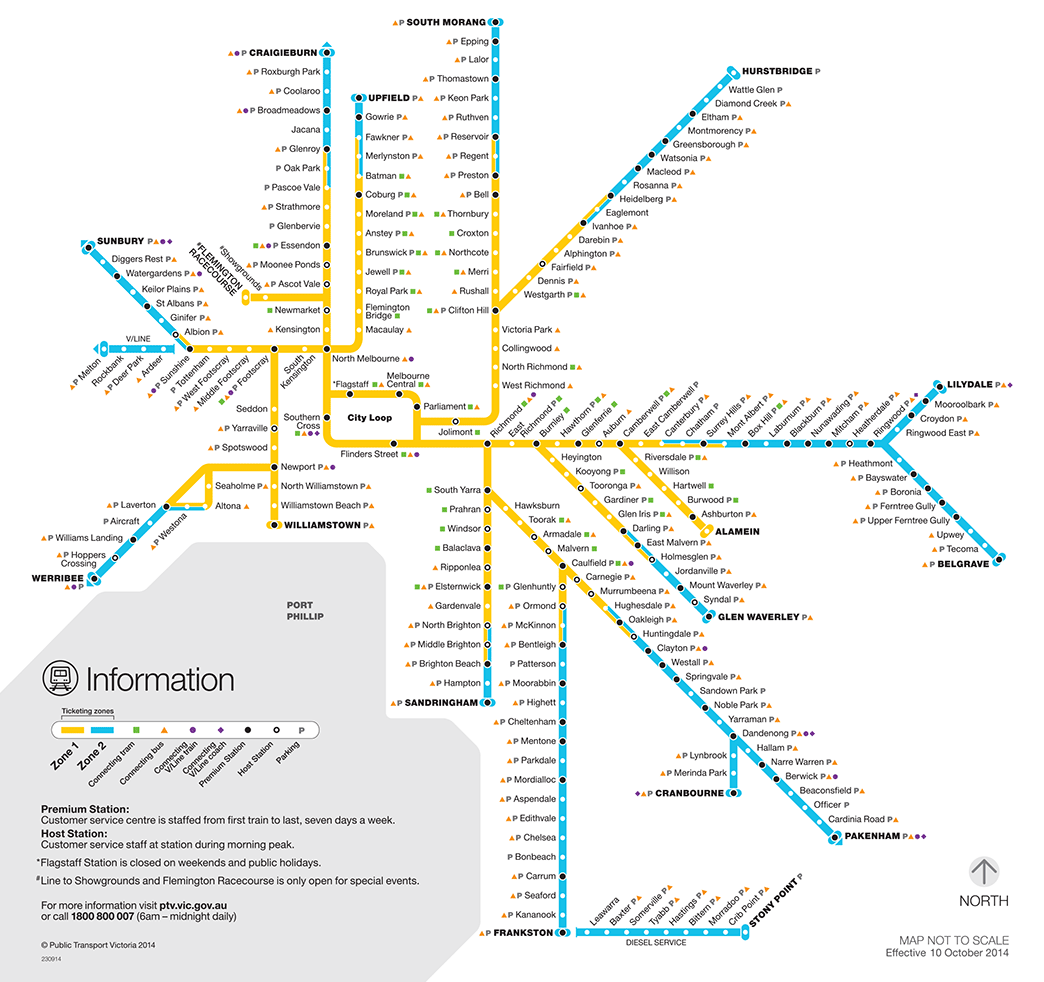 P SOUTH MORANG
P Epping
P Lalor
P Thomastown
P Keon Park
P Ruthven
P Reservoir
P Regent
P Preston
P Bell
Thornbury
Croxton
Northcote
Merri
Rushall
P Clifton Hill
Victoria Park
Collingwood
North Richmond
West Richmond
Jolimont
P CRAIGIEBURN
P Roxburgh Park
P Coolaroo
P Broadmeadows
Jacana
P Glenroy
P Oak Park
P Pascoe Vale
P Strathmore
P Glenbervie
P Essendon
P Moonee Ponds
P Ascot Vale
Newmarket
Kensington
#Showgrounds
#FLEMINGTON
RACECOURSE
UPFIELD P
Gowrie P
Fawkner P
Merlynston P
Batman
Coburg P
Moreland P
Anstey P
Brunswick P
Jewell P
Royal Park
Flemington
Bridge
Macaulay
North Melbourne
HURSTBRIDGE P
Wattle Glen P
Diamond Creek P
Eltham P
Montmorency P
Greensborough P
Watsonia P
Macleod P
Rosanna P
Heidelberg P
Eaglemont
Ivanhoe P
Darebin P
Alphington P
Fairfield P
Dennis P
Westgarth P
SUNBURY P
Diggers Rest P
Watergardens P
Keilor Plains P
St Albans P
Ginifer P
Albion P
V/LINE
P Melton
Rockbank
P Deer Park
Ardeer
P Sunshine
P Tottenham
P West Footscray
P Middle Footscray
P Footscray
South
Kensington
Seddon
P Yarraville
P Spotswood
Newport P
North Williamstown P
Williamstown Beach P
WILLIAMSTOWN P
Seaholme P
Altona
P Westona
P Laverton
P Aircraft
P Williams Landing
P Hoppers
Crossing
WERRIBEE
P
*Flagstaff
Melbourne
Central
Parliament
City Loop
Southern
Cross
Flinders Street
Richmond
East
Richmond P
Burnley
Hawthorn P
Glenferrie
Auburn
Camberwell P
East Camberwell P
Canterbury P
Chatham P
Surrey Hills P
Mont Albert P
Box Hill P
Laburnum P
Blackburn P
Nunawading P
Mitcham P
Heatherdale P
Ringwood P
LILYDALE P
Mooroolbark P
Croydon P
Ringwood East P
P Heathmont
P Bayswater
P Boronia
P Ferntree Gully
P Upper Ferntree Gully
Upwey
P Tecoma
P BELGRAVE
Riversdale P
Willison
Hartwell
Burwood P
Ashburton P
ALAMEIN
Heyington
Kooyong P
Tooronga P
Gardiner P
Glen Iris P
Darling P
East Malvern P
Holmesglen P
Jordanville P
Mount Waverley P
Syndal P
GLEN WAVERLEY P
South Yarra
Prahran
Windsor
Balaclava
Ripponlea
P Elsternwick
Gardenvale
P North Brighton
P Middle Brighton
P Brighton Beach
P Hampton
P SANDRINGHAM
Hawksburn
Toorak
Armadale
Malvern
Caulfield P
Carnegie P
Murrumbeena P
Hughesdale P
Oakleigh P
Huntingdale P
Clayton P
Westall P
Springvale P
Sandown Park P
Noble Park P
Yarraman P
Dandenong P
Hallam P
Narre Warren P
Berwick P
Beaconsfield P
Officer P
Cardinia Road P
PAKENHAM P
P Lynbrook
P Merinda Park
P CRANBOURNE
P Glenhuntly
P Ormond
P McKinnon
P Bentleigh
P Patterson
P Moorabbin
P Highett
P Cheltenham
P Mentone
P Parkdale
P Mordialloc
P Aspendale
P Edithvale
P Chelsea
P Bonbeach
P Carrum
P Seaford
P Kananook
P FRANKSTON
DIESEL SERVICE
Leawarra
Baxter P
Somerville P
Tyabb P
Hastings P
Bittern P
Morradoo P
Crib Point P
STONY POINT P
PORT
PHILLIP
Information
Ticketing zones
Zone 1
Zone 2
Connecting tram
Connecting bus
Connecting
V/Line train
Connecting
V/Line coach
Premium Station
Host Station
Parking
P
Premium Station:
Customer service centre is staffed from first train to last, seven days a week.
Host Station:
Customer service staff at station during morning peak.
*Flagstaff Station is closed on weekends and public holidays.
#Line to Showgrounds and Flemington Racecourse is only open for special events.
For more information visit ptv.vic.gov.au
or call 1800 800 007 (6am – midnight daily)
© Public Transport Victoria 2014
230914
NORTH
MAP NOT TO SCALE
Effective 10 October 2014